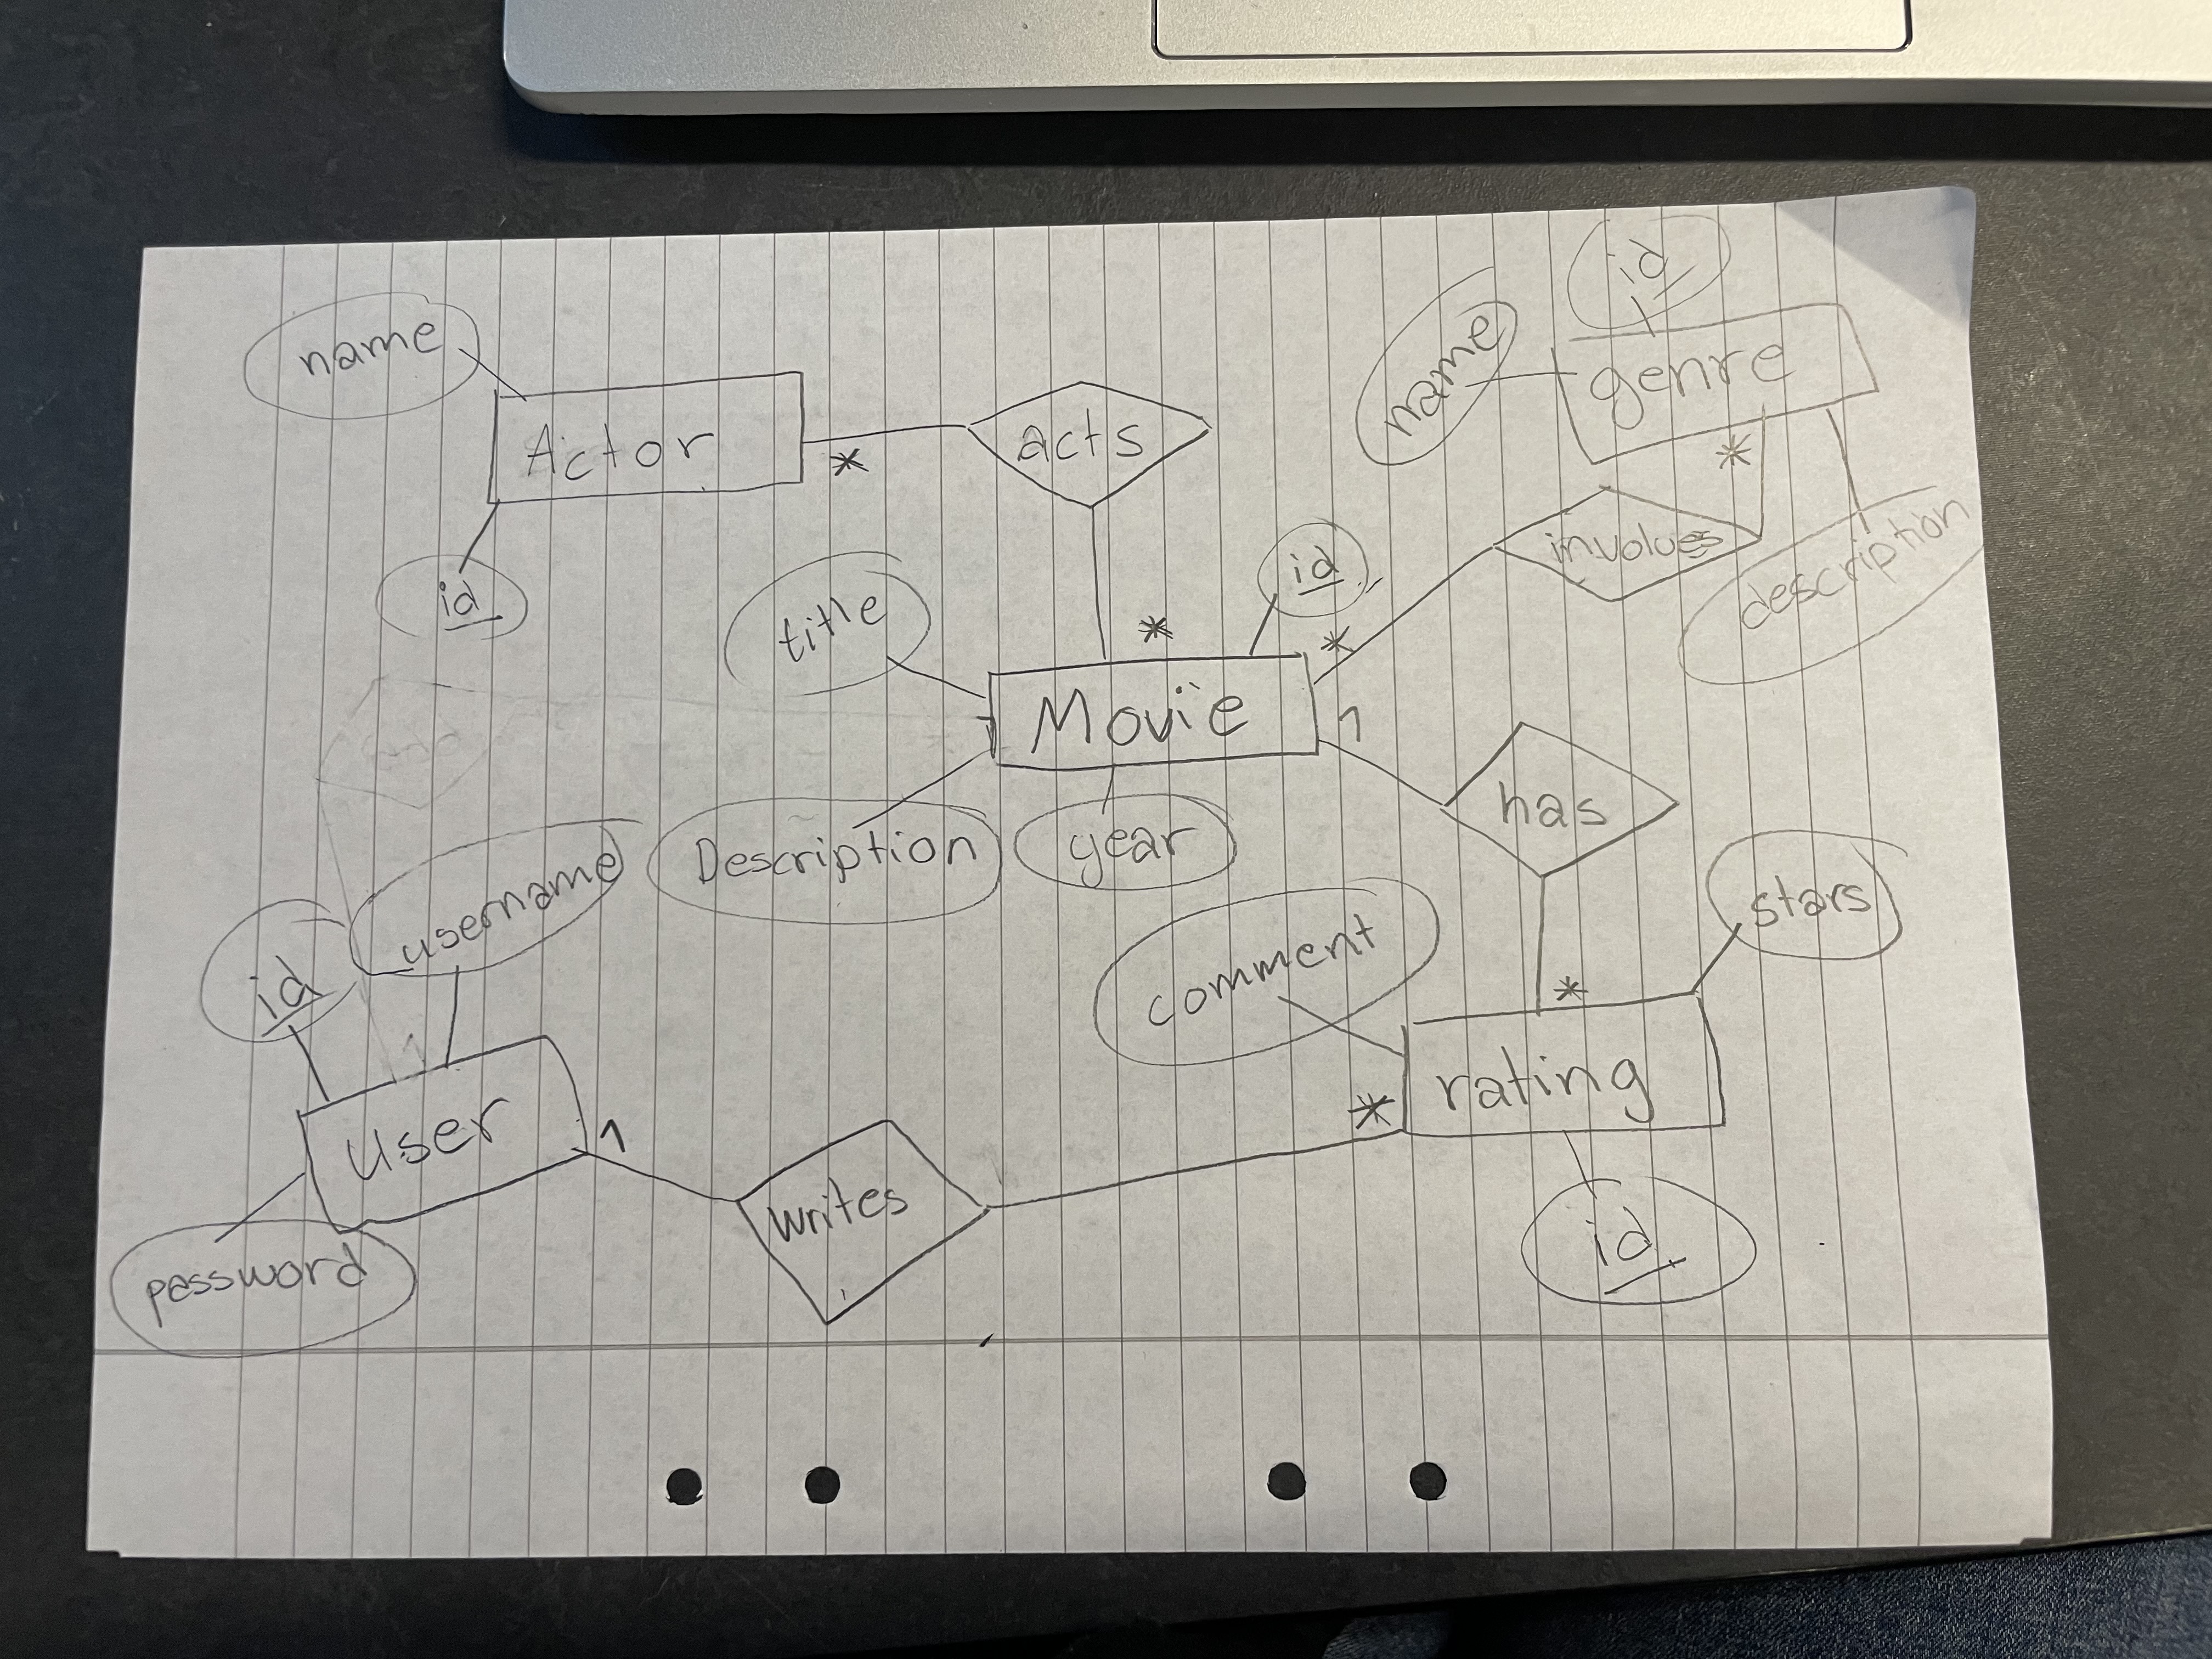 name
id
Actor
*
acts
*
id
username
password
User
1
Writes
*
title
Description
year
Movie
id
*
1
name
id
genre
involves
*
description
has
*
comment
rating
id
stars